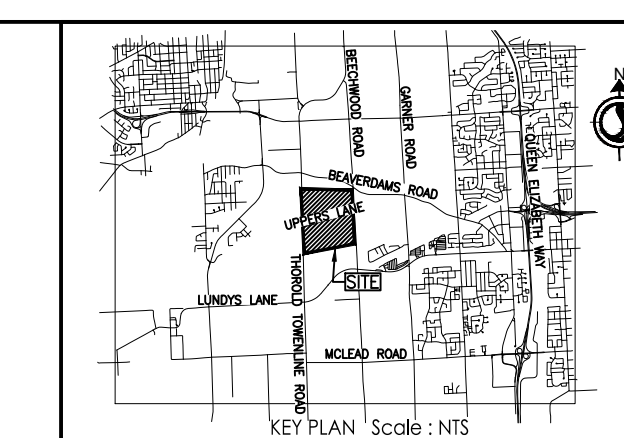 N
BEECHWOOD ROAD
GARNER ROAD
QUEEN ELIZABETH WAY
BEAVERDAMS ROAD
UPPERS LANE
SITE
THOROLD TOWENLINE ROAD
LUNDYS LANE
MCLEAD ROAD
KEY PLAN Scale : NTS